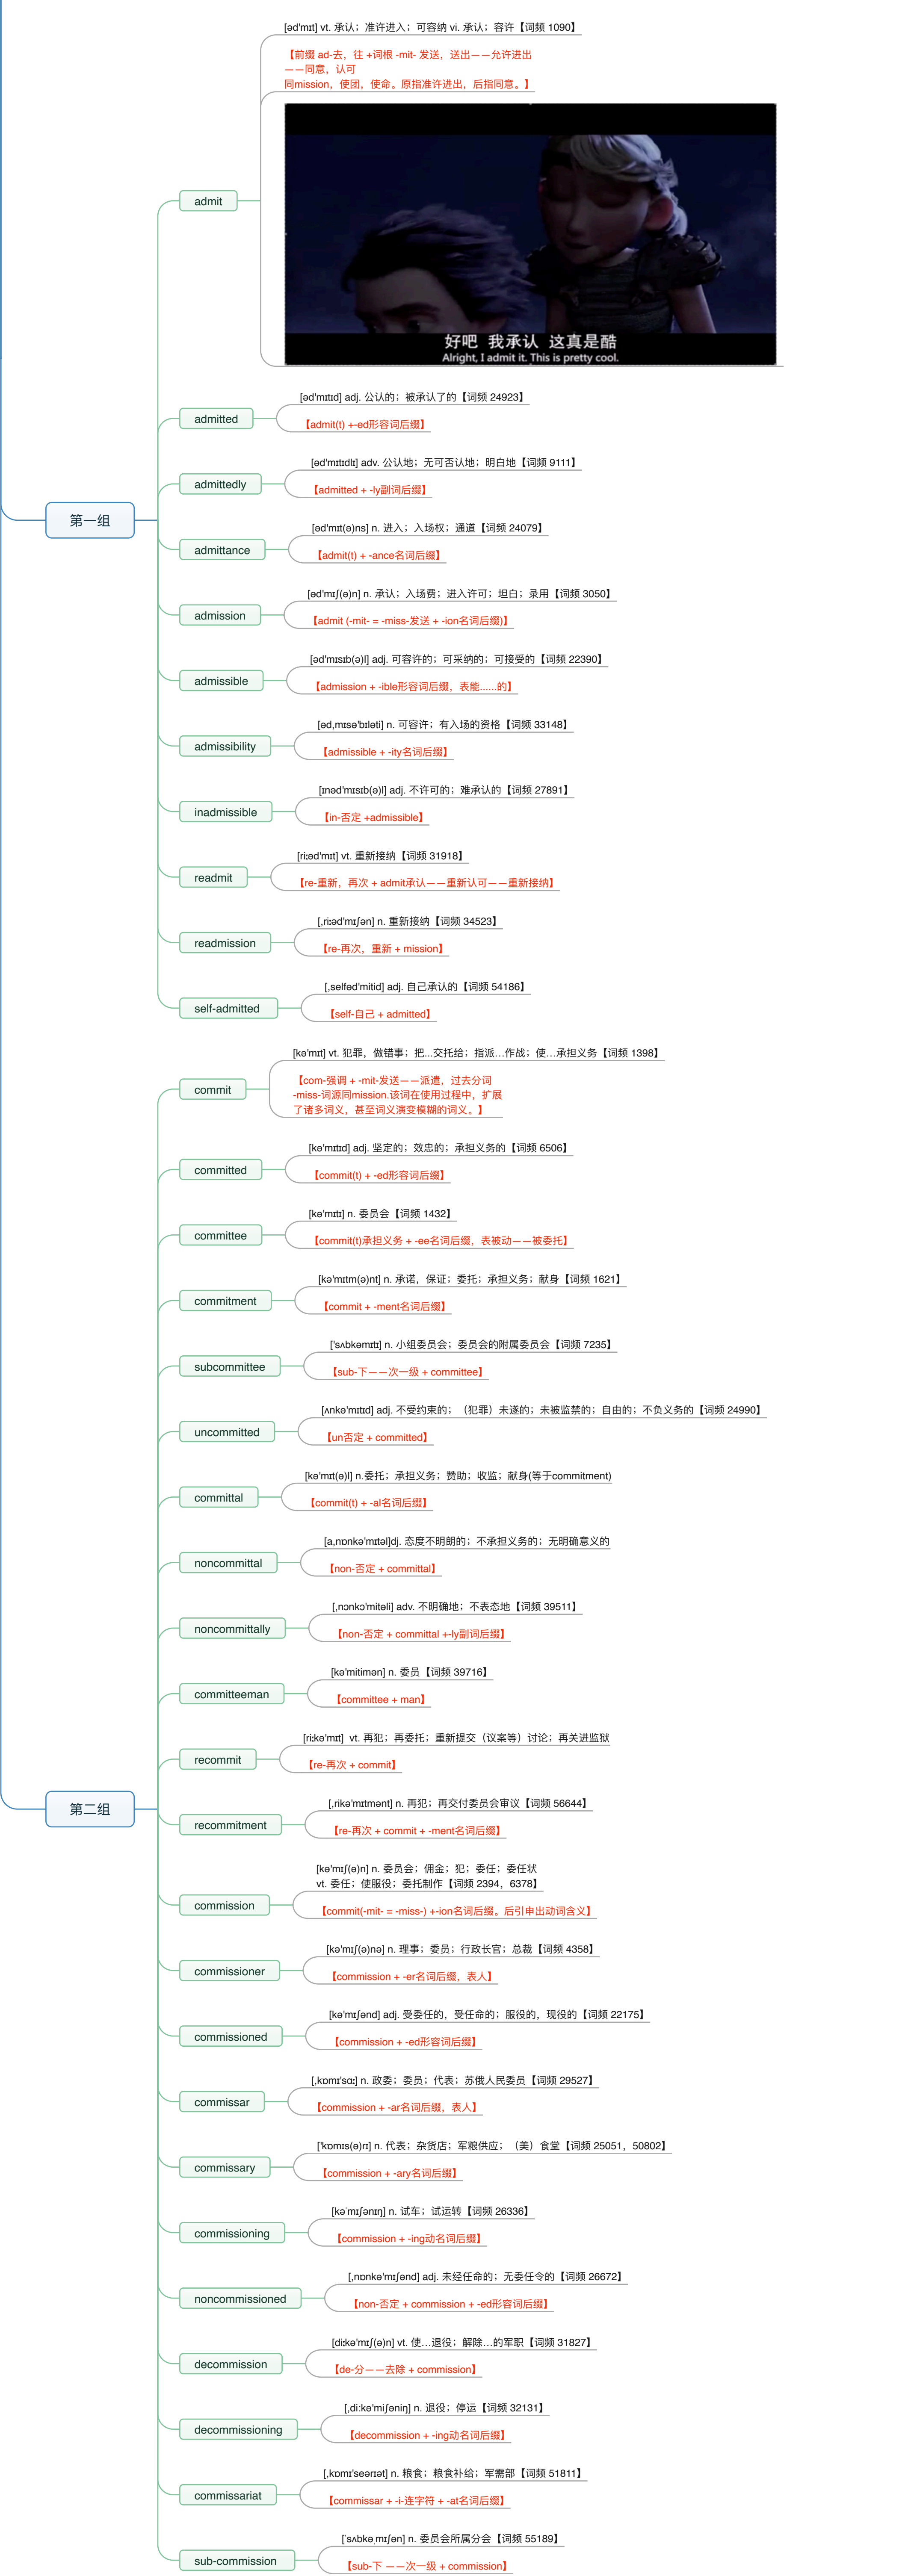 第一组
admit
[əd'mɪt] vt. 承认；准许进入；可容纳 vi. 承认；容许【词频 1090】
【前缀 ad-去，往 +词根 -mit- 发送，送出——允许进出
——同意，认可
同mission，使团，使命。原指准许进出，后指同意。】
好吧 我承认 这真是酷
Alright, I admit it. This is pretty cool.
admitted
[əd'mɪtɪd] adj. 公认的；被承认了的【词频 24923】
【admit(t) +-ed形容词后缀】
admittedly
[əd'mɪtɪdlɪ] adv. 公认地；无可否认地；明白地【词频 9111】
【admitted + -ly副词后缀】
admittance
[əd'mɪt(ə)ns] n. 进入；入场权；通道【词频 24079】
【admit(t) + -ance名词后缀】
admission
[əd'mɪʃ(ə)n] n. 承认；入场费；进入许可；坦白；录用【词频 3050】
【admit (-mit- = -miss-发送 + -ion名词后缀)】
admissible
[əd'mɪsɪb(ə)l] adj. 可容许的；可采纳的；可接受的【词频 22390】
【admission + -ible形容词后缀，表能......的】
admissibility
[əd,mɪsə'bɪləti] n. 可容许；有入场的资格【词频 33148】
【admissible + -ity名词后缀】
inadmissible
[ɪnəd'mɪsɪb(ə)l] adj. 不许可的；难承认的【词频 27891】
【in-否定 +admissible】
readmit
[riːəd'mɪt] vt. 重新接纳【词频 31918】
【re-重新，再次 + admit承认——重新认可——重新接纳】
readmission
[,riːəd'mɪʃən] n. 重新接纳【词频 34523】
【re-再次，重新 + mission】
self-admitted
[,selfəd'mitid] adj. 自己承认的【词频 54186】
【self-自己 + admitted】
第二组
commit
[kə'mɪt] vt. 犯罪，做错事；把...交托给；指派…作战；使…承担义务【词频 1398】
【com-强调 + -mit-发送——派遣，过去分词
-miss-词源同mission.该词在使用过程中，扩展
了诸多词义，甚至词义演变模糊的词义。】
committed
[kə'mɪtɪd] adj. 坚定的；效忠的；承担义务的【词频 6506】
【commit(t) + -ed形容词后缀】
committee
[kə'mɪtɪ] n. 委员会【词频 1432】
【commit(t)承担义务 + -ee名词后缀，表被动——被委托】
commitment
[kə'mɪtm(ə)nt] n. 承诺，保证；委托；承担义务；献身【词频 1621】
【commit + -ment名词后缀】
subcommittee
['sʌbkəmɪtɪ] n. 小组委员会；委员会的附属委员会【词频 7235】
【sub-下——次一级 + committee】
uncommitted
[ʌnkə'mɪtɪd] adj. 不受约束的；（犯罪）未遂的；未被监禁的；自由的；不负义务的【词频 24990】
【un否定 + committed】
committal
[kə'mɪt(ə)l] n.委托；承担义务；赞助；收监；献身(等于commitment)
【commit(t) + -al名词后缀】
noncommittal
[a,nɒnkə'mɪtəl]dj. 态度不明朗的；不承担义务的；无明确意义的
【non-否定 + committal】
noncommittally
[,nɔnkɔ'mitəli] adv. 不明确地；不表态地【词频 39511】
【non-否定 + committal +-ly副词后缀】
committeeman
[kə'mitimən] n. 委员【词频 39716】
【committee + man】
recommit
[riːkə'mɪt] vt. 再犯；再委托；重新提交（议案等）讨论；再关进监狱
【re-再次 + commit】
recommitment
[,rikə'mɪtmənt] n. 再犯；再交付委员会审议【词频 56644】
【re-再次 + commit + -ment名词后缀】
commission
[kə'mɪʃ(ə)n] n. 委员会；佣金；犯；委任；委任状
vt. 委任；使服役；委托制作【词频 2394，6378】
【commit(-mit- = -miss-) +-ion名词后缀。后引申出动词含义】
commissioner
[kə'mɪʃ(ə)nə] n. 理事；委员；行政长官；总裁【词频 4358】
【commission + -er名词后缀，表人】
commissioned
[kə'mɪʃənd] adj. 受委任的，受任命的；服役的，现役的【词频 22175】
【commission + -ed形容词后缀】
commissar
[,kɒmɪ'sɑː] n. 政委；委员；代表；苏俄人民委员【词频 29527】
【commission + -ar名词后缀，表人】
commissary
['kɒmɪs(ə)rɪ] n. 代表；杂货店；军粮供应；（美）食堂【词频 25051，50802】
【commission + -ary名词后缀】
commissioning
[kəˈmɪʃənɪŋ] n. 试车；试运转【词频 26336】
【commission + -ing动名词后缀】
noncommissioned
[,nɒnkə'mɪʃənd] adj. 未经任命的；无委任令的【词频 26672】
【non-否定 + commission + -ed形容词后缀】
decommission
[diːkə'mɪʃ(ə)n] vt. 使…退役；解除…的军职【词频 31827】
【de-分——去除 + commission】
decommissioning
[,di:kə'miʃəniŋ] n. 退役；停运【词频 32131】
【decommission + -ing动名词后缀】
commissariat
[,kɒmɪ'seərɪət] n. 粮食；粮食补给；军需部【词频 51811】
【commissar + -i-连字符 + -at名词后缀】
sub-commission
[ˈsʌbkəˌmɪʃən] n. 委员会所属分会【词频 55189】
【sub-下 ——次一级 + commission】